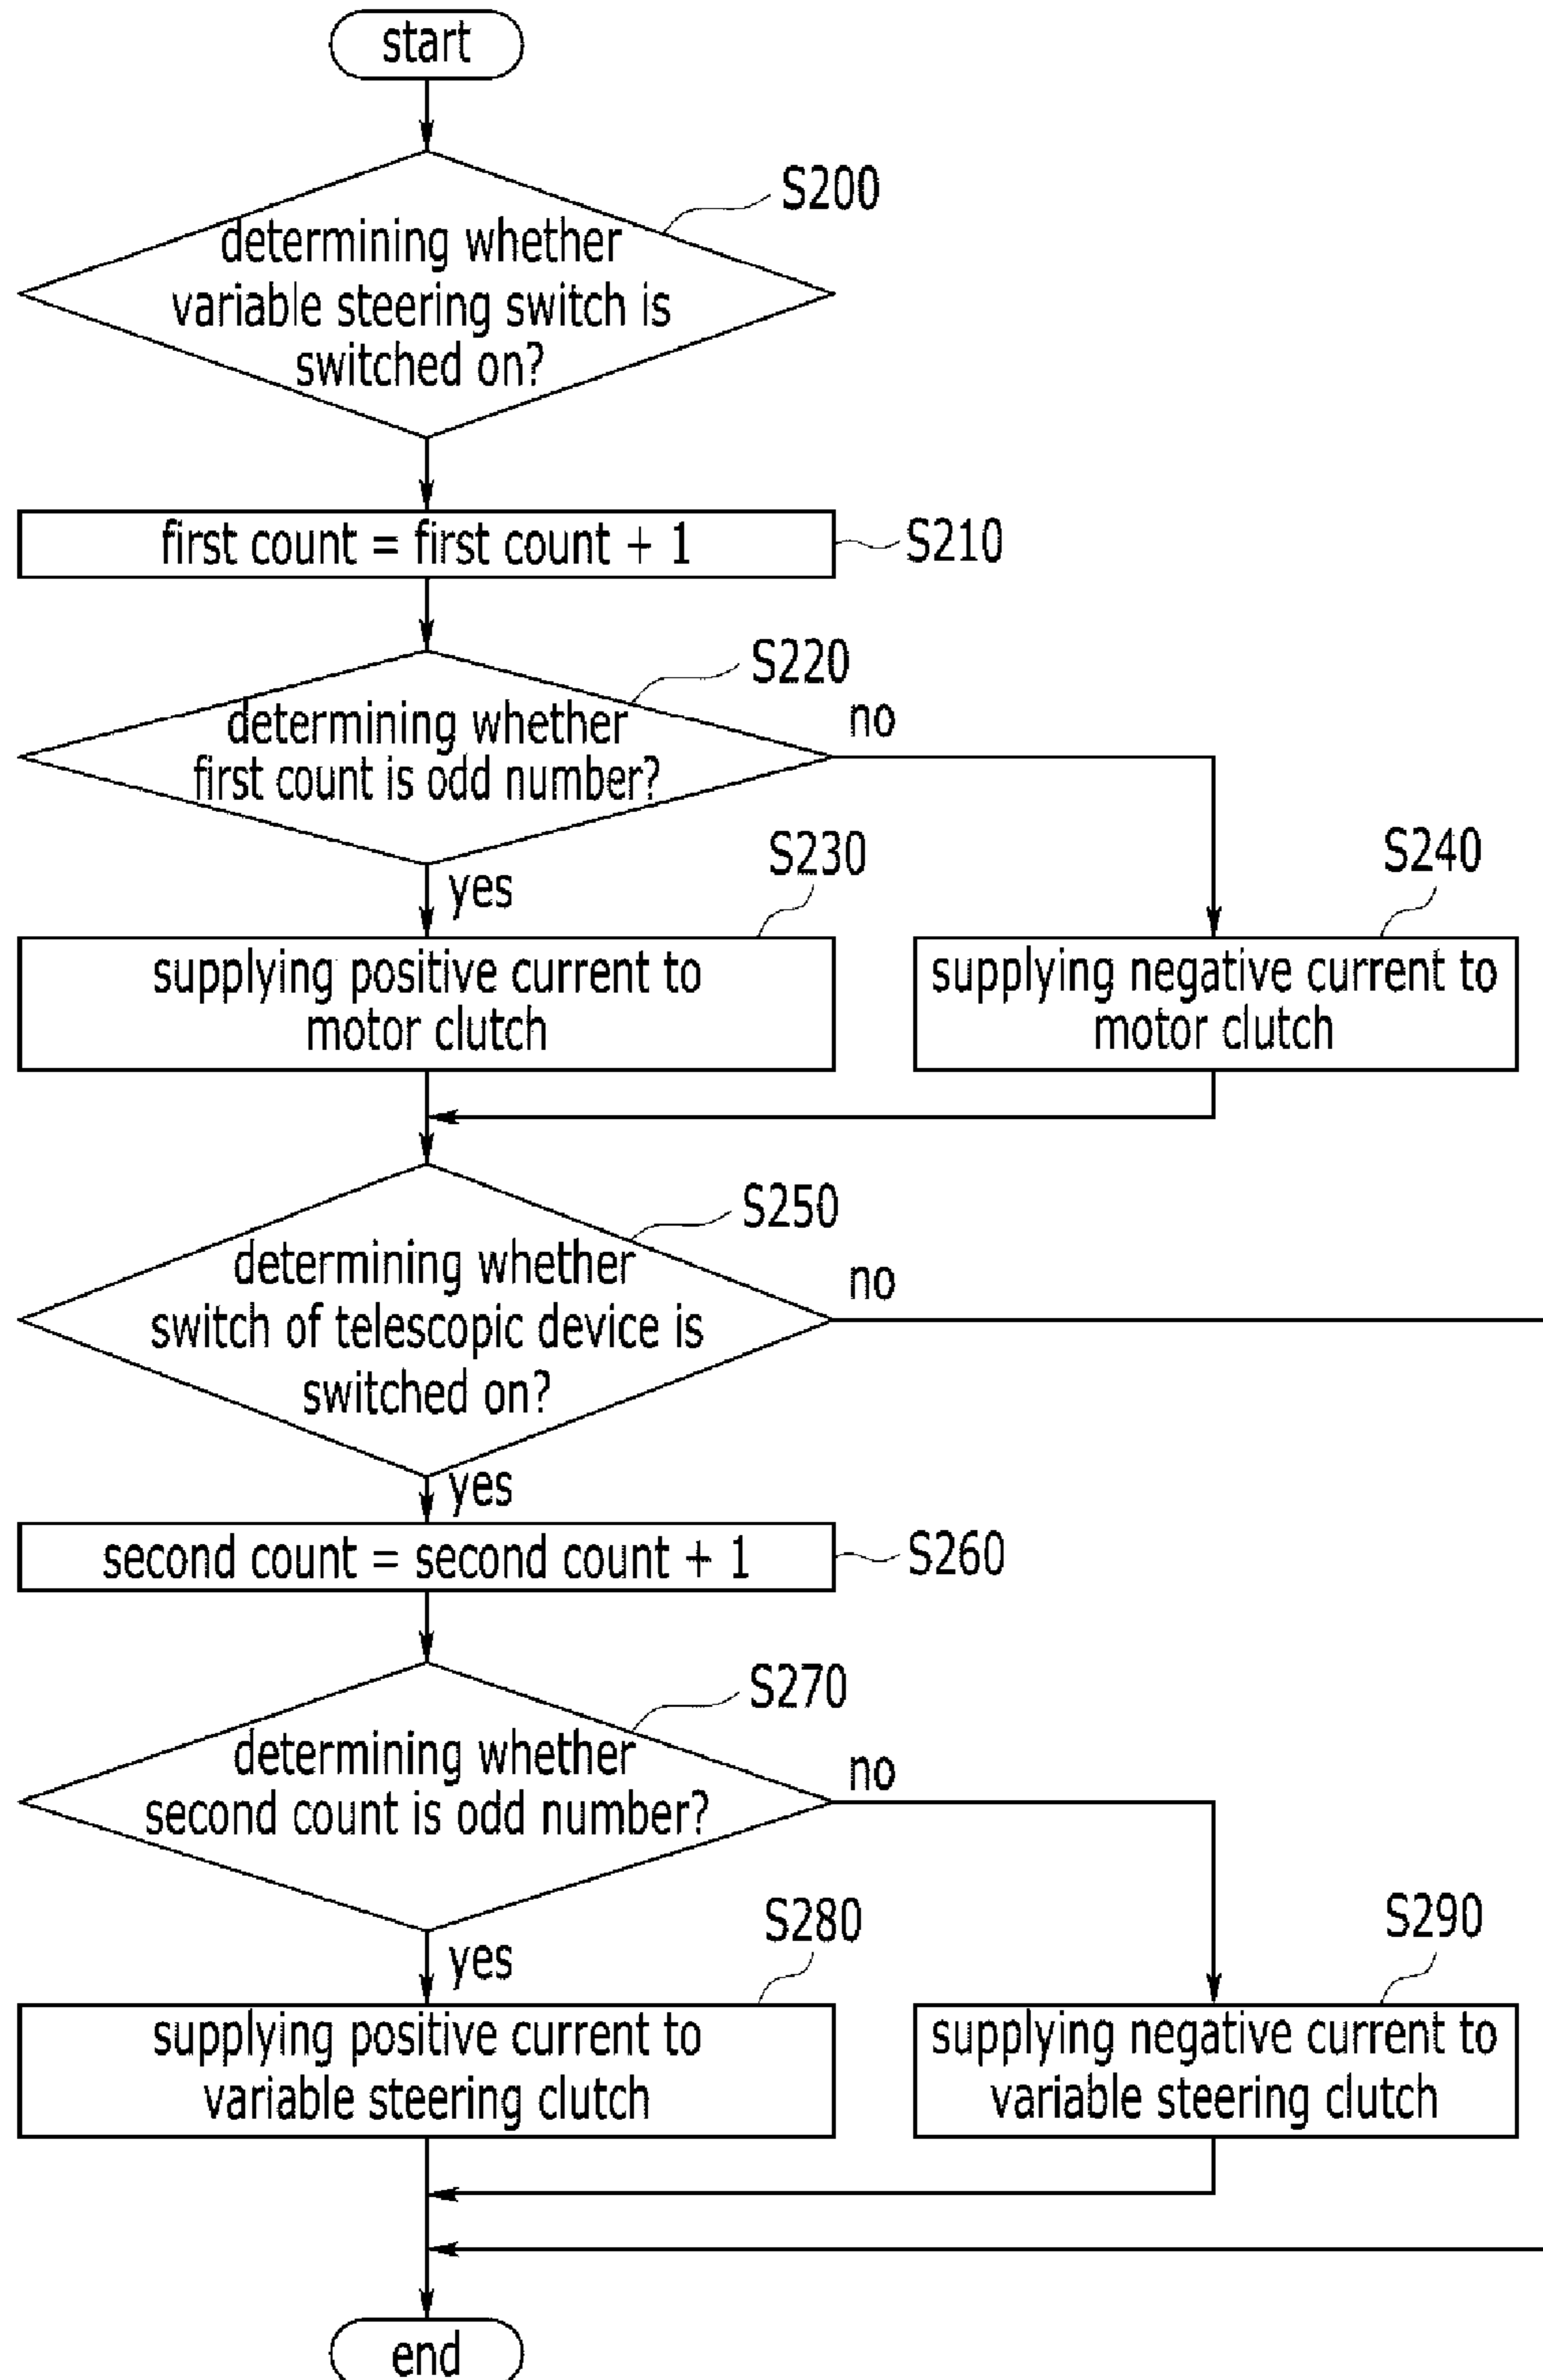 start
S200
determining whether
variable steering switch is
switched on?
first count = first count + 1
S210
S220
determining whether
first count is odd number?
no
yes
S230
supplying positive current to
motor clutch
S240
supplying negative current to
motor clutch
S250
determining whether
switch of telescopic device is
switched on?
no
yes
second count = second count + 1
S260
S270
determining whether
second count is odd number?
no
yes
S280
supplying positive current to
variable steering clutch
S290
supplying negative current to
variable steering clutch
end